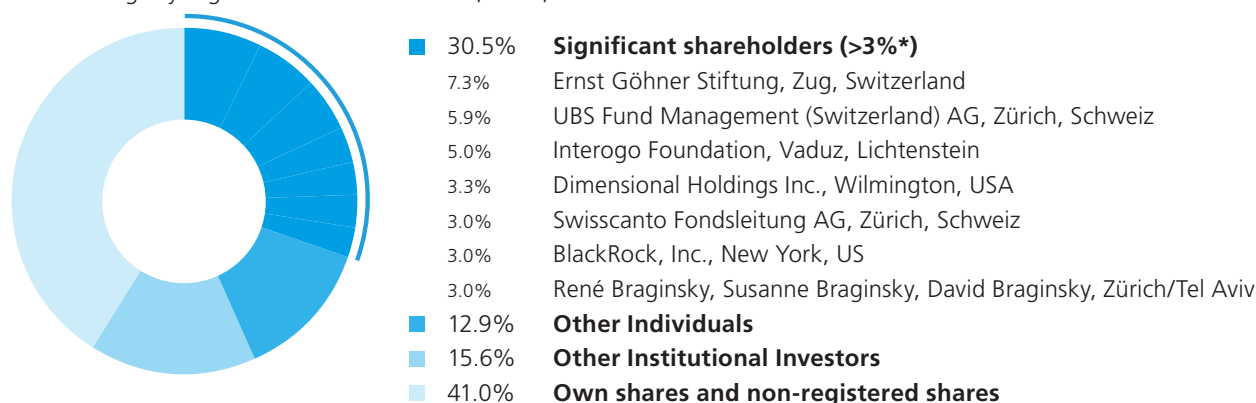 30.5% Significant shareholders (>3%*)
7.3% Ernst Göhner Stiftung, Zug, Switzerland
5.9% UBS Fund Management (Switzerland) AG, Zürich, Schweiz
5.0% Interogo Foundation, Vaduz, Lichtenstein
3.3% Dimensional Holdings Inc., Wilmington, USA
3.0% Swisscanto Fondsleitung AG, Zürich, Schweiz
3.0% BlackRock, Inc., New York, US
3.0% René Braginsky, Susanne Braginsky, David Braginsky, Zürich/Tel Aviv
12.9% Other Individuals
15.6% Other Institutional Investors
41.0% Own shares and non-registered shares